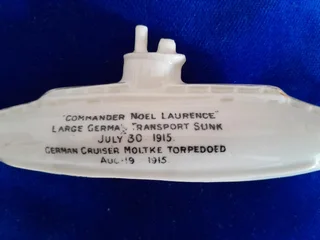 "COMMANDER NOEL LAURENCE"
LARGE GERMAN TRANSPORT SUNK
JULY 30 1915.
GERMAN CRUISER MOLTKE TORPEDOED
AUG 19 1915.